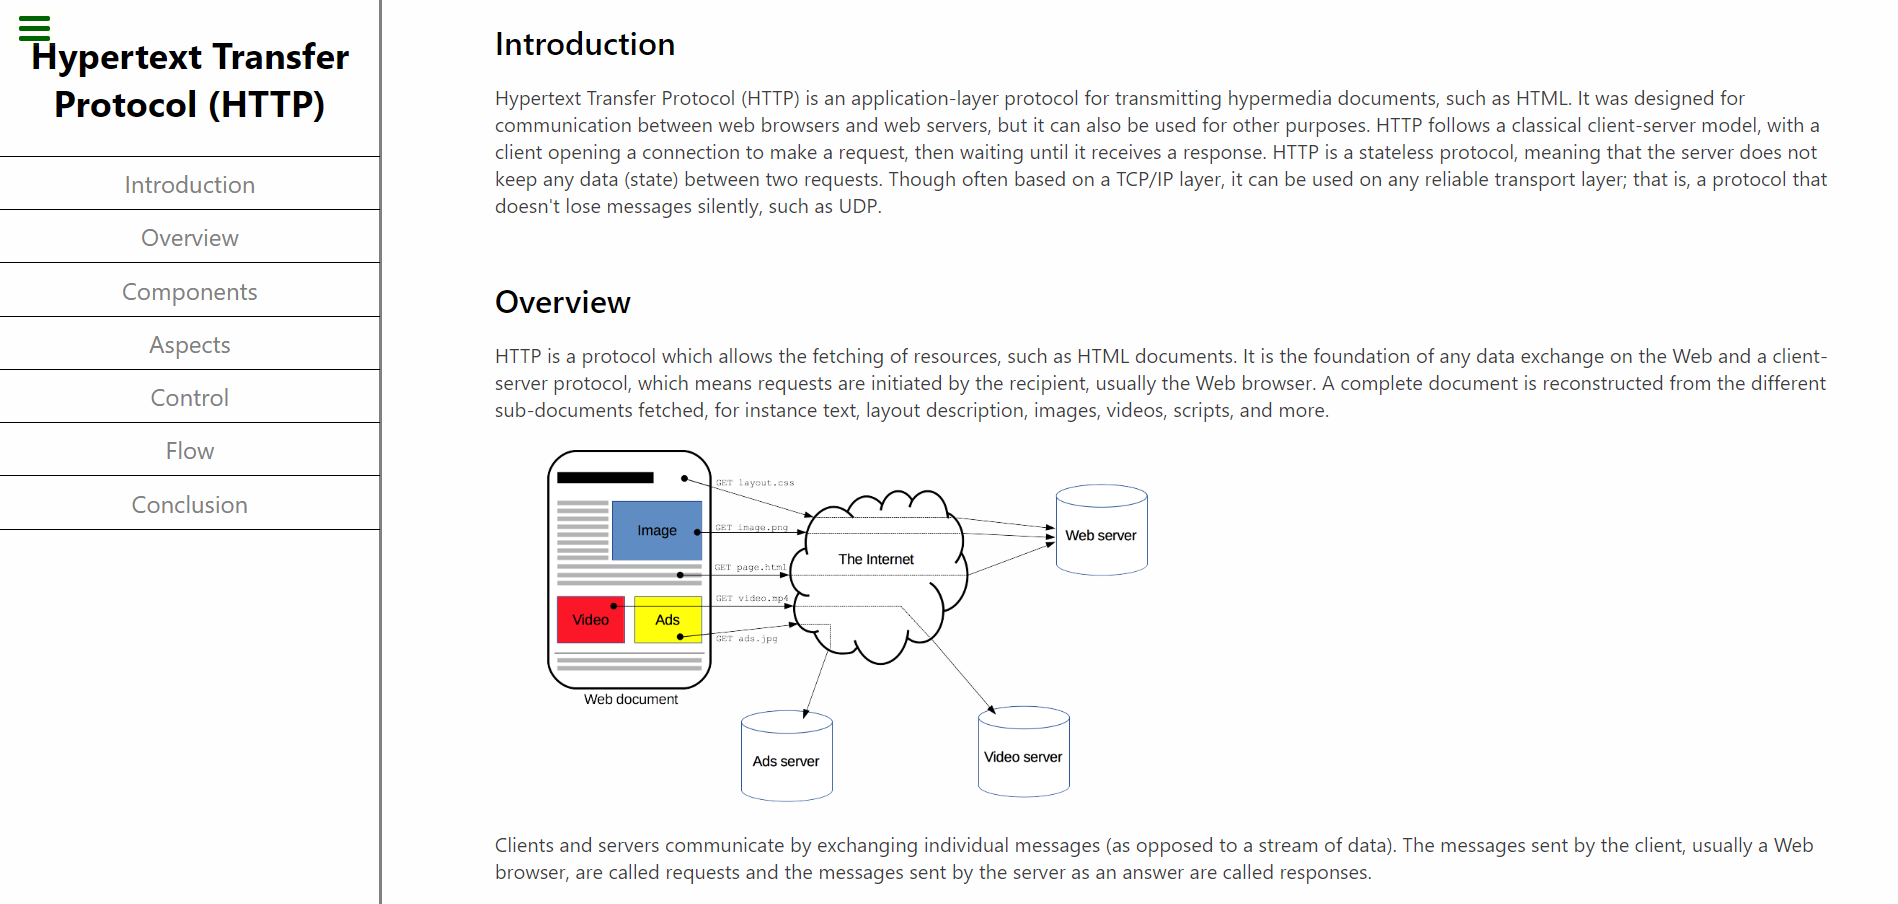 Hypertext Transfer
Protocol (HTTP)
Introduction
Overview
Components
Aspects
Control
Flow
Conclusion
Introduction
Hypertext Transfer Protocol (HTTP) is an application-layer protocol for transmitting hypermedia documents, such as HTML. It was designed for
communication between web browsers and web servers, but it can also be used for other purposes. HTTP follows a classical client-server model, with a
client opening a connection to make a request, then waiting until it receives a response. HTTP is a stateless protocol, meaning that the server does not
keep any data (state) between two requests. Though often based on a TCP/IP layer, it can be used on any reliable transport layer; that is, a protocol that
doesn't lose messages silently, such as UDP.
Overview
HTTP is a protocol which allows the fetching of resources, such as HTML documents. It is the foundation of any data exchange on the Web and a client-
server protocol, which means requests are initiated by the recipient, usually the Web browser. A complete document is reconstructed from the different
sub-documents fetched, for instance text, layout description, images, videos, scripts, and more.
GET layout.css
Image
GET image.png
Web server
The Internet
GET page.html
GET video.mp4
Video
Ads
GET ads.jpg
Web document
Ads server
Video server
Clients and servers communicate by exchanging individual messages (as opposed to a stream of data). The messages sent by the client, usually a Web
browser, are called requests and the messages sent by the server as an answer are called responses.